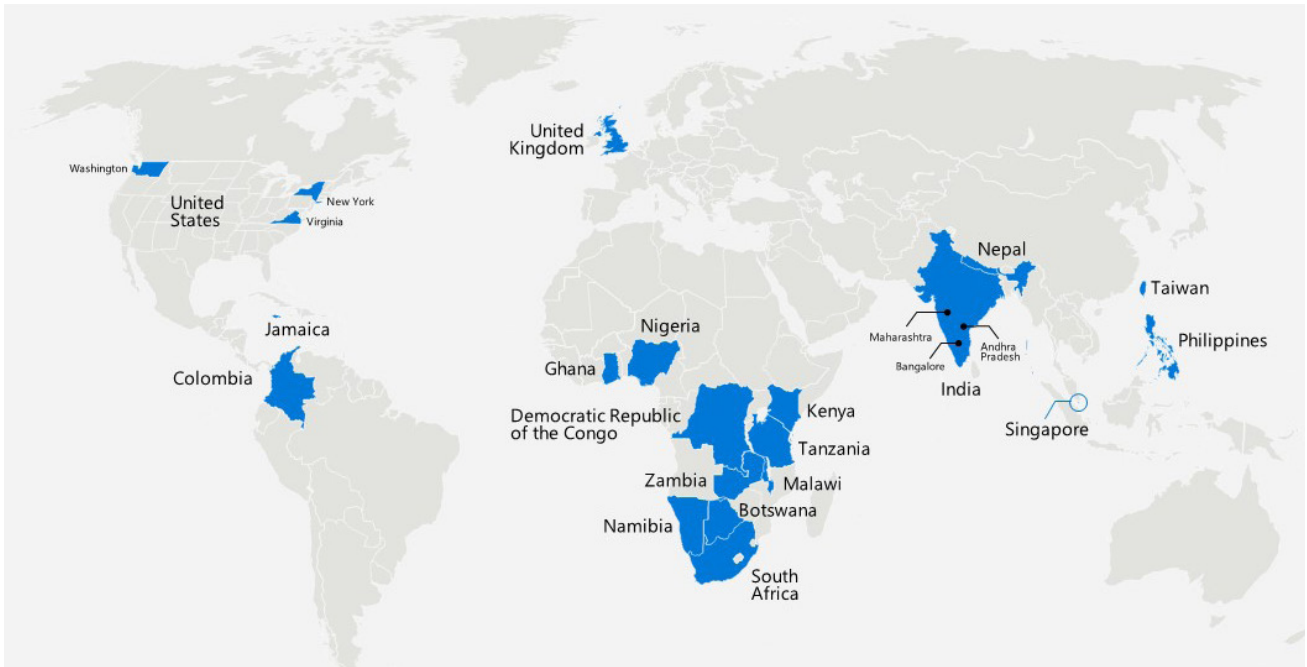 United
Kingdom
Washington
United
States
New York
Virginia
Nepal
Taiwan
Jamaica
Nigeria
Maharashtra
Andhra
Pradesh
Philippines
Bangalore
Colombia
Ghana
India
Democratic Republic
of the Congo
Kenya
Singapore
Tanzania
Zambia
Malawi
Botswana
Namibia
South
Africa